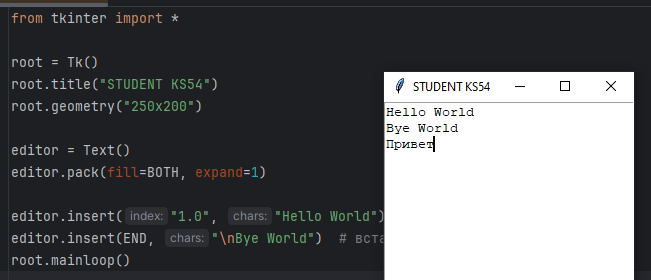 from tkinter import *
root = Tk()
root.title("STUDENT KS54")
root.geometry("250x200")
editor = Text()
editor.pack(fill=BOTH, expand=1)
editor.insert( index: "1.0", chars: "Hello World")
editor.insert(END, chars: "\nBye World") # вста
root.mainloop()
STUDENT KS54
Hello World
Bye World
Привет